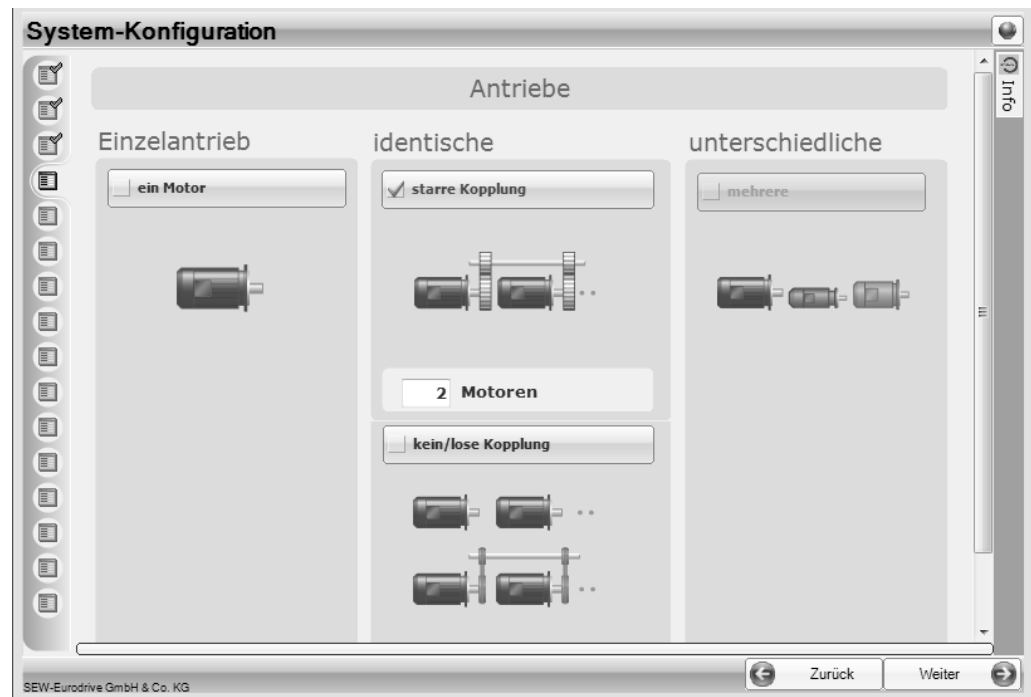 System-Konfiguration
Info
Antriebe
Einzelantrieb
identische
unterschiedliche
ein Motor
starre Kopplung
mehrere
2 Motoren
kein/lose Kopplung
Zurück
Weiter
SEW-Eurodrive GmbH & Co. KG